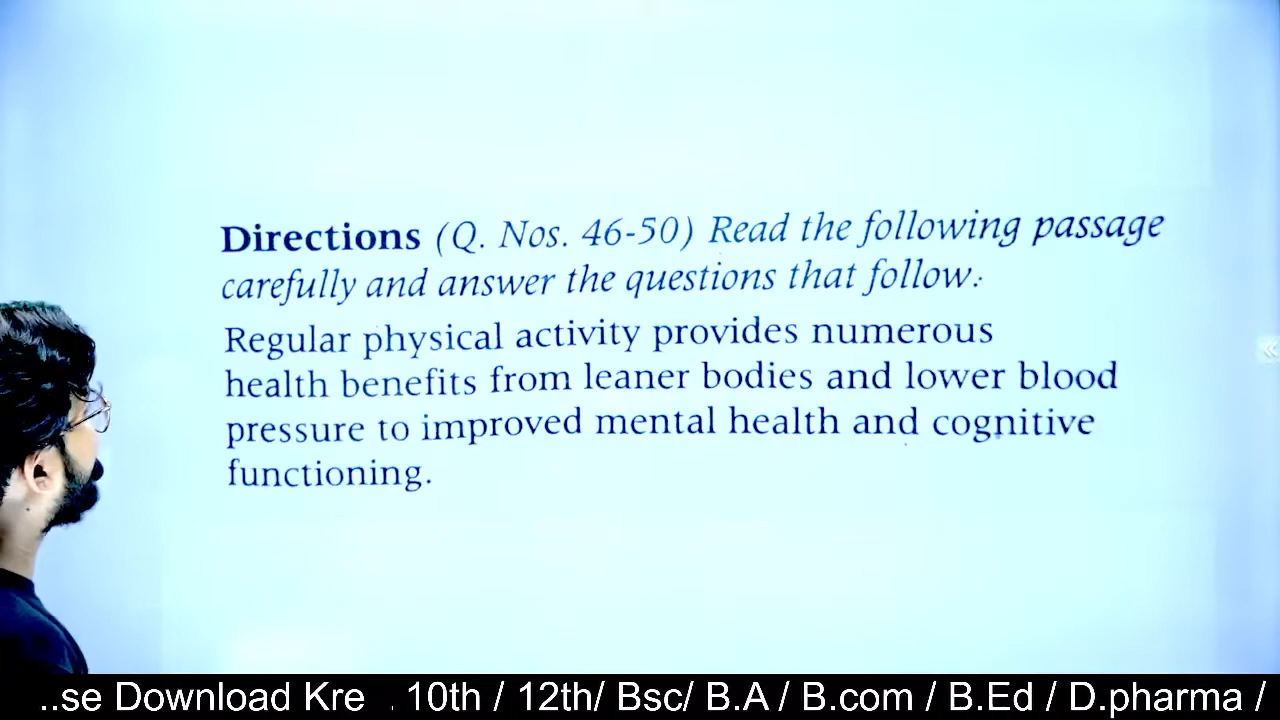 Directions (Q. Nos. 46-50) Read the following passage
carefully and answer the questions that follow:
Regular physical activity provides numerous
health benefits from leaner bodies and lower blood
pressure to improved mental health and cognitive
functioning.
..se Download Kre . 10th / 12th/ Bsc/ B.A / B.com / B.Ed / D.pharma /